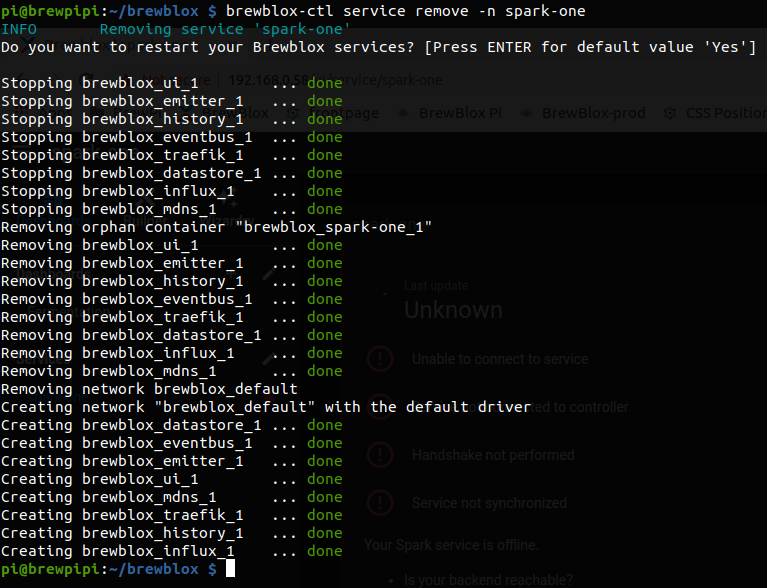 pi@brewpipi:~/brewblox $ brewblox-ctl service remove -n spark-one
INFO       Removing service 'spark-one'
Do you want to restart your Brewblox services? [Press ENTER for default value 'Yes']
192.168.0.58 /service/spark-one
Stopping brewblox_ui_1        ... done
Stopping brewblox_emitter_1   ... done
frontpage BrewBlox Pi BrewBlox-prod CSS Position
Stopping brewblox_history_1   ... done
Stopping brewblox_eventbus_1  ... done
Stopping brewblox_traefik_1   ... done
Stopping brewblox_datastore_1 ... done
Stopping brewblox_influx_1    ... done
Stopping brewblox_mdns_1      ... done
Removing orphan container "brewblox_spark-one_1"
Removing brewblox_ui_1        ... done
Removing brewblox_emitter_1   ... done
Removing brewblox_history_1   ... done
Removing brewblox_eventbus_1  ... done
Removing brewblox_traefik_1   ... done
Removing brewblox_datastore_1 ... done
Removing brewblox_influx_1    ... done
Removing brewblox_mdns_1      ... done
Removing network brewblox_default
Creating network "brewblox_default" with the default driver
Creating brewblox_datastore_1 ... done
Creating brewblox_eventbus_1  ... done
Creating brewblox_emitter_1   ... done
Creating brewblox_ui_1        ... done
Creating brewblox_mdns_1      ... done
Creating brewblox_traefik_1   ... done
Creating brewblox_history_1   ... done
Creating brewblox_influx_1    ... done
pi@brewpipi:~/brewblox $
Last update
Unknown
Unable to connect to service
to controller
Handshake not performed
Service not synchronized
Your Spark service is offline.
• Is your backend reachable?